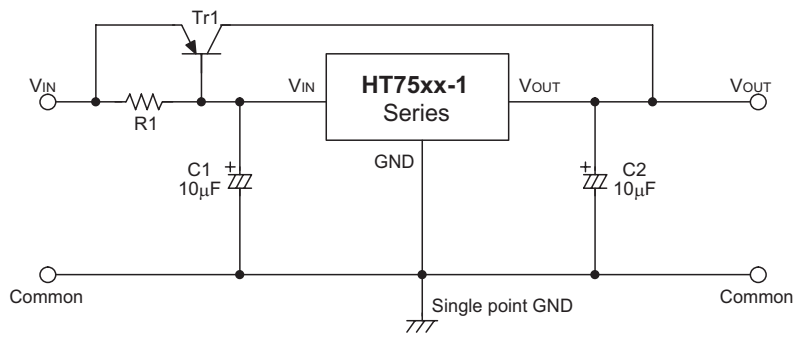 Tr1
VIN
R1
VIN
HT75xx-1
Series
VOUT
VOUT
GND
C1
10μF
+
+
C2
10μF
Common
Single point GND
Common